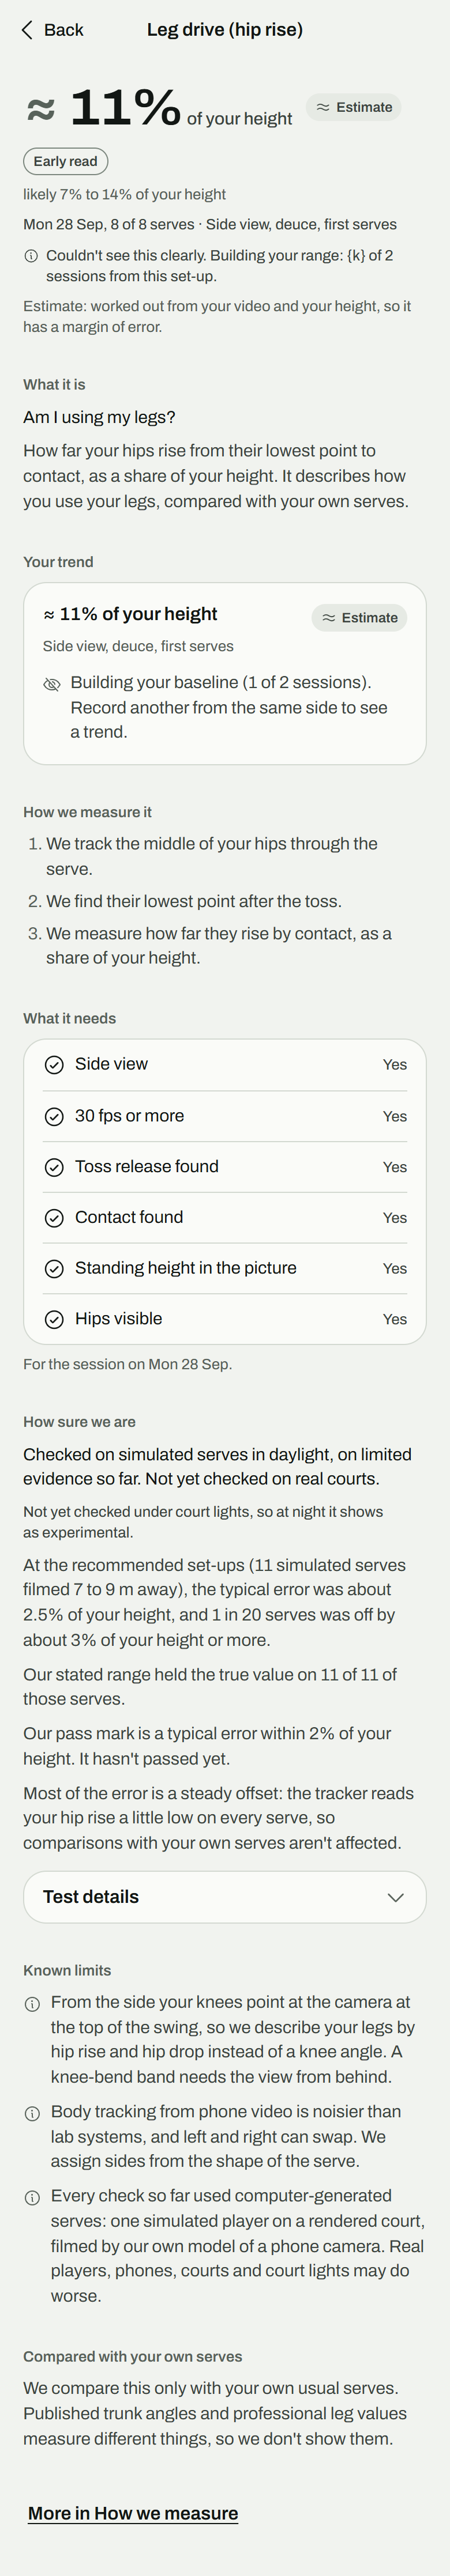 Back
Leg drive (hip rise)
≈ 11% of your height
≈ Estimate
Early read
likely 7% to 14% of your height
Mon 28 Sep, 8 of 8 serves · Side view, deuce, first serves
Couldn't see this clearly. Building your range: {k} of 2
sessions from this set-up.
Estimate: worked out from your video and your height, so it
has a margin of error.
What it is
Am I using my legs?
How far your hips rise from their lowest point to
contact, as a share of your height. It describes how
you use your legs, compared with your own serves.
Your trend
≈ 11% of your height
≈ Estimate
Side view, deuce, first serves
Building your baseline (1 of 2 sessions).
Record another from the same side to see
a trend.
How we measure it
1. We track the middle of your hips through the
serve.
2. We find their lowest point after the toss.
3. We measure how far they rise by contact, as a
share of your height.
What it needs
Side view Yes
30 fps or more Yes
Toss release found Yes
Contact found Yes
Standing height in the picture Yes
Hips visible Yes
For the session on Mon 28 Sep.
How sure we are
Checked on simulated serves in daylight, on limited
evidence so far. Not yet checked on real courts.
Not yet checked under court lights, so at night it shows
as experimental.
At the recommended set-ups (11 simulated serves
filmed 7 to 9 m away), the typical error was about
2.5% of your height, and 1 in 20 serves was off by
about 3% of your height or more.
Our stated range held the true value on 11 of 11 of
those serves.
Our pass mark is a typical error within 2% of your
height. It hasn't passed yet.
Most of the error is a steady offset: the tracker reads
your hip rise a little low on every serve, so
comparisons with your own serves aren't affected.
Test details
Known limits
From the side your knees point at the camera at
the top of the swing, so we describe your legs by
hip rise and hip drop instead of a knee angle. A
knee-bend band needs the view from behind.
Body tracking from phone video is noisier than
lab systems, and left and right can swap. We
assign sides from the shape of the serve.
Every check so far used computer-generated
serves: one simulated player on a rendered court,
filmed by our own model of a phone camera. Real
players, phones, courts and court lights may do
worse.
Compared with your own serves
We compare this only with your own usual serves.
Published trunk angles and professional leg values
measure different things, so we don't show them.
More in How we measure